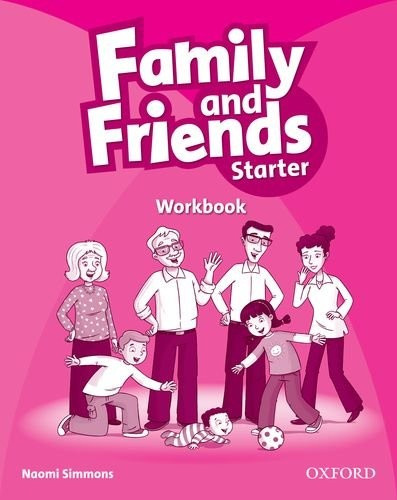 Family
and
Friends
Starter
Workbook
Naomi Simmons
OXFORD